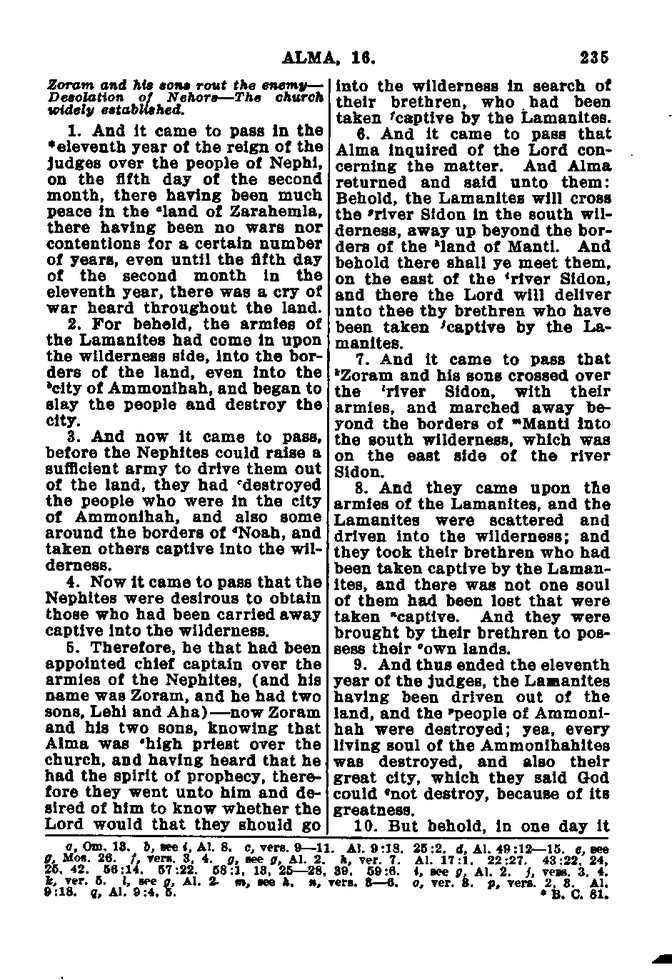 ALMA, 16. 235
Zoram and his sons rout the enemy—
Desolation of Nehors—The church
widely established.
1. And it came to pass in the
*eleventh year of the reign of the
judges over the people of Nephi,
on the fifth day of the second
month, there having been much
peace in the ᵃland of Zarahemla,
there having been no wars nor
contentions for a certain number
of years, even until the fifth day
of the second month in the
eleventh year, there was a cry of
war heard throughout the land.
2. For behold, the armies of
the Lamanites had come in upon
the wilderness side, into the bor-
ders of the land, even into the
ᵇcity of Ammonihah, and began to
slay the people and destroy the
city.
3. And now it came to pass,
before the Nephites could raise a
sufficient army to drive them out
of the land, they had ᶜdestroyed
the people who were in the city
of Ammonihah, and also some
around the borders of ᵈNoah, and
taken others captive into the wil-
derness.
4. Now it came to pass that the
Nephites were desirous to obtain
those who had been carried away
captive into the wilderness.
5. Therefore, he that had been
appointed chief captain over the
armies of the Nephites, (and his
name was Zoram, and he had two
sons, Lehi and Aha)—now Zoram
and his two sons, knowing that
Alma was ᵉhigh priest over the
church, and having heard that he
had the spirit of prophecy, there-
fore they went unto him and de-
sired of him to know whether the
Lord would that they should go
into the wilderness in search of
their brethren, who had been
taken ᶠcaptive by the Lamanites.
6. And it came to pass that
Alma inquired of the Lord con-
cerning the matter. And Alma
returned and said unto them:
Behold, the Lamanites will cross
the ᵍriver Sidon in the south wil-
derness, away up beyond the bor-
ders of the ʰland of Manti. And
behold there shall ye meet them,
on the east of the ⁱriver Sidon,
and there the Lord will deliver
unto thee thy brethren who have
been taken ʲcaptive by the La-
manites.
7. And it came to pass that
ᵏZoram and his sons crossed over
the ˡriver Sidon, with their
armies, and marched away be-
yond the borders of ᵐManti into
the south wilderness, which was
on the east side of the river
Sidon.
8. And they came upon the
armies of the Lamanites, and the
Lamanites were scattered and
driven into the wilderness; and
they took their brethren who had
been taken captive by the Laman-
ites, and there was not one soul
of them had been lost that were
taken ⁿcaptive. And they were
brought by their brethren to pos-
sess their ᵒown lands.
9. And thus ended the eleventh
year of the judges, the Lamanites
having been driven out of the
land, and the ᵖpeople of Ammoni-
hah were destroyed; yea, every
living soul of the Ammonihahites
was destroyed, and also their
great city, which they said God
could qnot destroy, because of its
greatness.
10. But behold, in one day it
a, Om. 13. b, see i, Al. 8. c, vers. 9—11. Al. 9:18. 25:2. d, Al. 49:12—15. e, see
g, Mos. 26. f, vers. 3, 4. g, see g, Al. 2. h, ver. 7. Al. 17:1. 22:27. 43:22, 24,
25, 42. 56:14. 57:22. 58:1, 13, 25—28, 39. 59:6. i, see g, Al. 2. j, vers. 3, 4.
k, ver. 5. l, see g, Al. 2. m, see h. n, vers. 3—6. o, ver. 8. p, vers. 2, 3. Al.
9:18. q, Al. 9:4, 5. * B. C. 81.